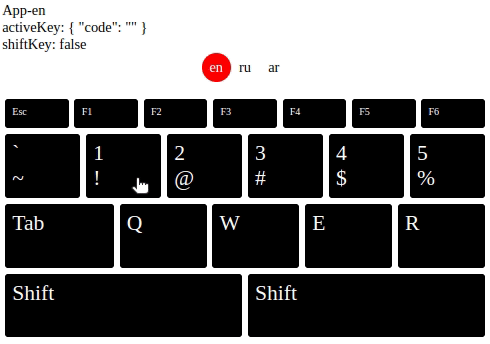 App-en
activeKey: { "code": "" }
shiftKey: false
en ru ar
Esc F1 F2 F3 F4 F5 F6
` 1 2 3 4 5
~ ! @ # $ %
Tab Q W E R
Shift Shift